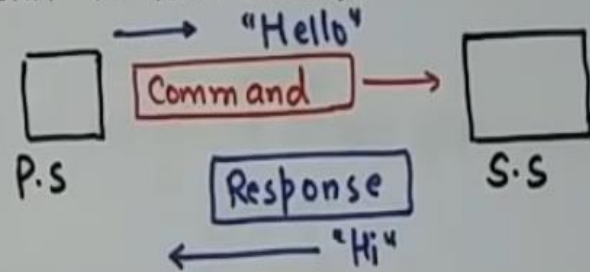 "Hello"
Command
P.S
S.S
Response
"Hi"